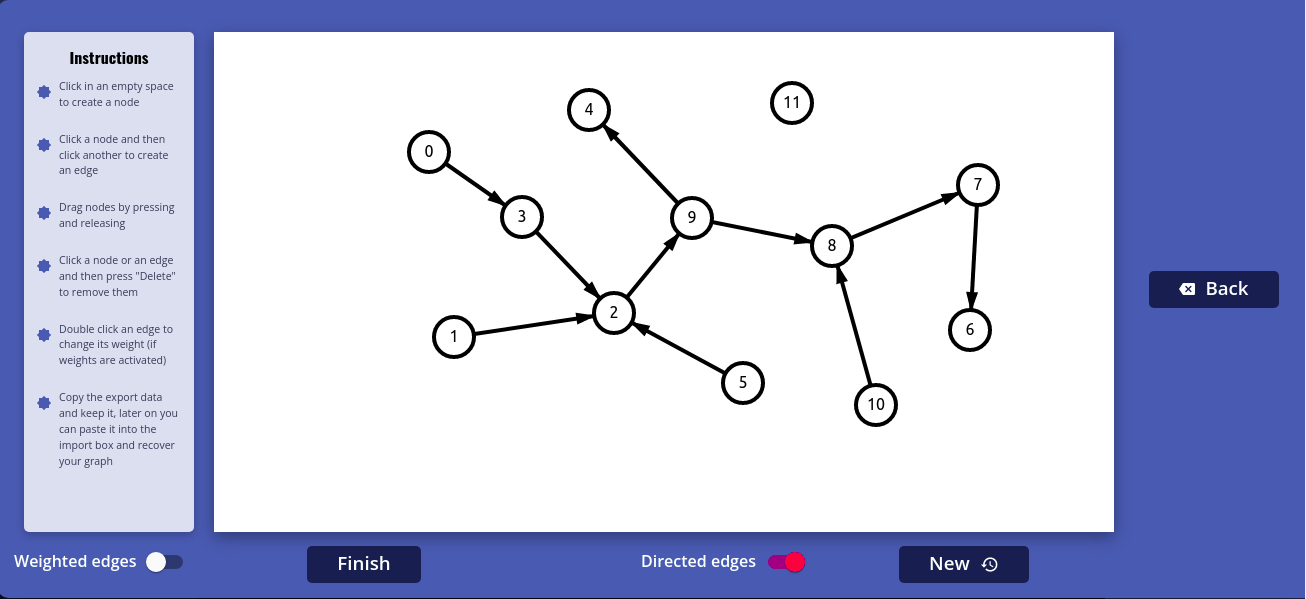 Instructions
Click in an empty space
to create a node
Click a node and then
click another to create
an edge
Drag nodes by pressing
and releasing
Click a node or an edge
and then press "Delete"
to remove them
Double click an edge to
change its weight (if
weights are activated)
Copy the export data
and keep it, later on you
can paste it into the
import box and recover
your graph
4
11
0
7
3
9
8
2
6
1
5
10
Back
Weighted edges
Finish
Directed edges
New